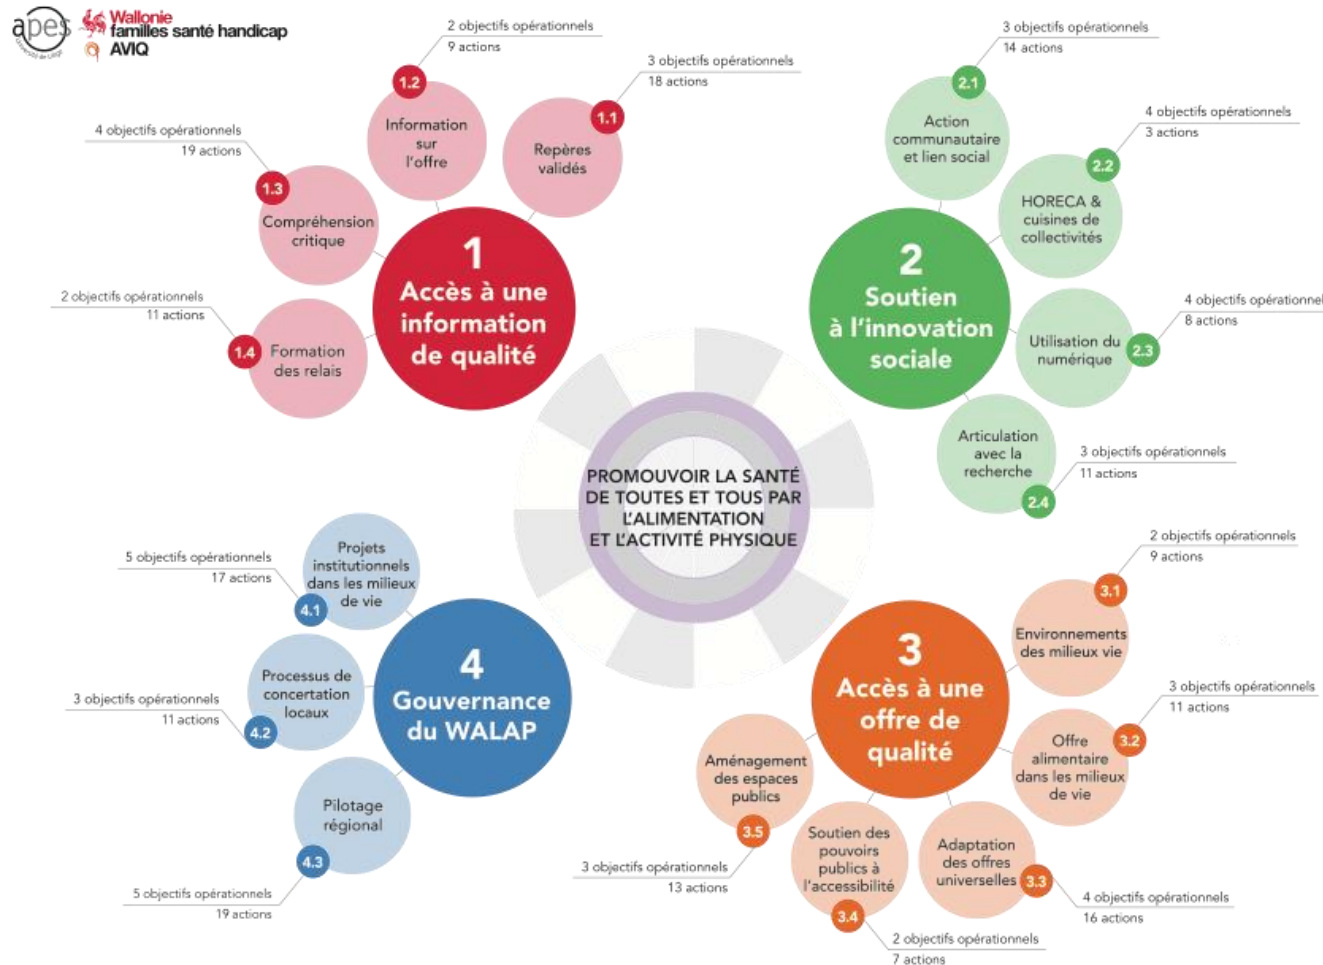 apes
Université de Liège
Wallonie
familles santé handicap
AVIQ
2 objectifs opérationnels
9 actions
1.2
Information
sur
l'offre
3 objectifs opérationnels
18 actions
1.1
Repères
validés
4 objectifs opérationnels
19 actions
1.3
Compréhension
critique
2 objectifs opérationnels
11 actions
1.4
Formation
des relais
1
Accès à une
information
de qualité
3 objectifs opérationnels
14 actions
2.1
Action
communautaire
et lien social
4 objectifs opérationnels
3 actions
2.2
HORECA &
cuisines de
collectivités
4 objectifs opérationnel
8 actions
2.3
Utilisation du
numérique
2
Soutien
à l'innovation
sociale
Articulation
avec la
recherche
2.4
3 objectifs opérationnels
11 actions
PROMOUVOIR LA SANTÉ
DE TOUTES ET TOUS PAR
L'ALIMENTATION
ET L'ACTIVITÉ PHYSIQUE
5 objectifs opérationnels
17 actions
4.1
Projets
institutionnels
dans les milieux
de vie
3 objectifs opérationnels
11 actions
4.2
Processus de
concertation
locaux
4
Gouvernance
du WALAP
Pilotage
régional
4.3
5 objectifs opérationnels
19 actions
2 objectifs opérationnels
9 actions
3.1
Environnements
des milieux vie
3 objectifs opérationnels
11 actions
3.2
Offre
alimentaire
dans les milieux
de vie
3
Accès à une
offre de
qualité
Aménagement
des espaces
publics
3.5
3 objectifs opérationnels
13 actions
Soutien des
pouvoirs
publics à
l'accessibilité
3.4
2 objectifs opérationnels
7 actions
Adaptation
des offres
universelles
3.3
4 objectifs opérationnels
16 actions